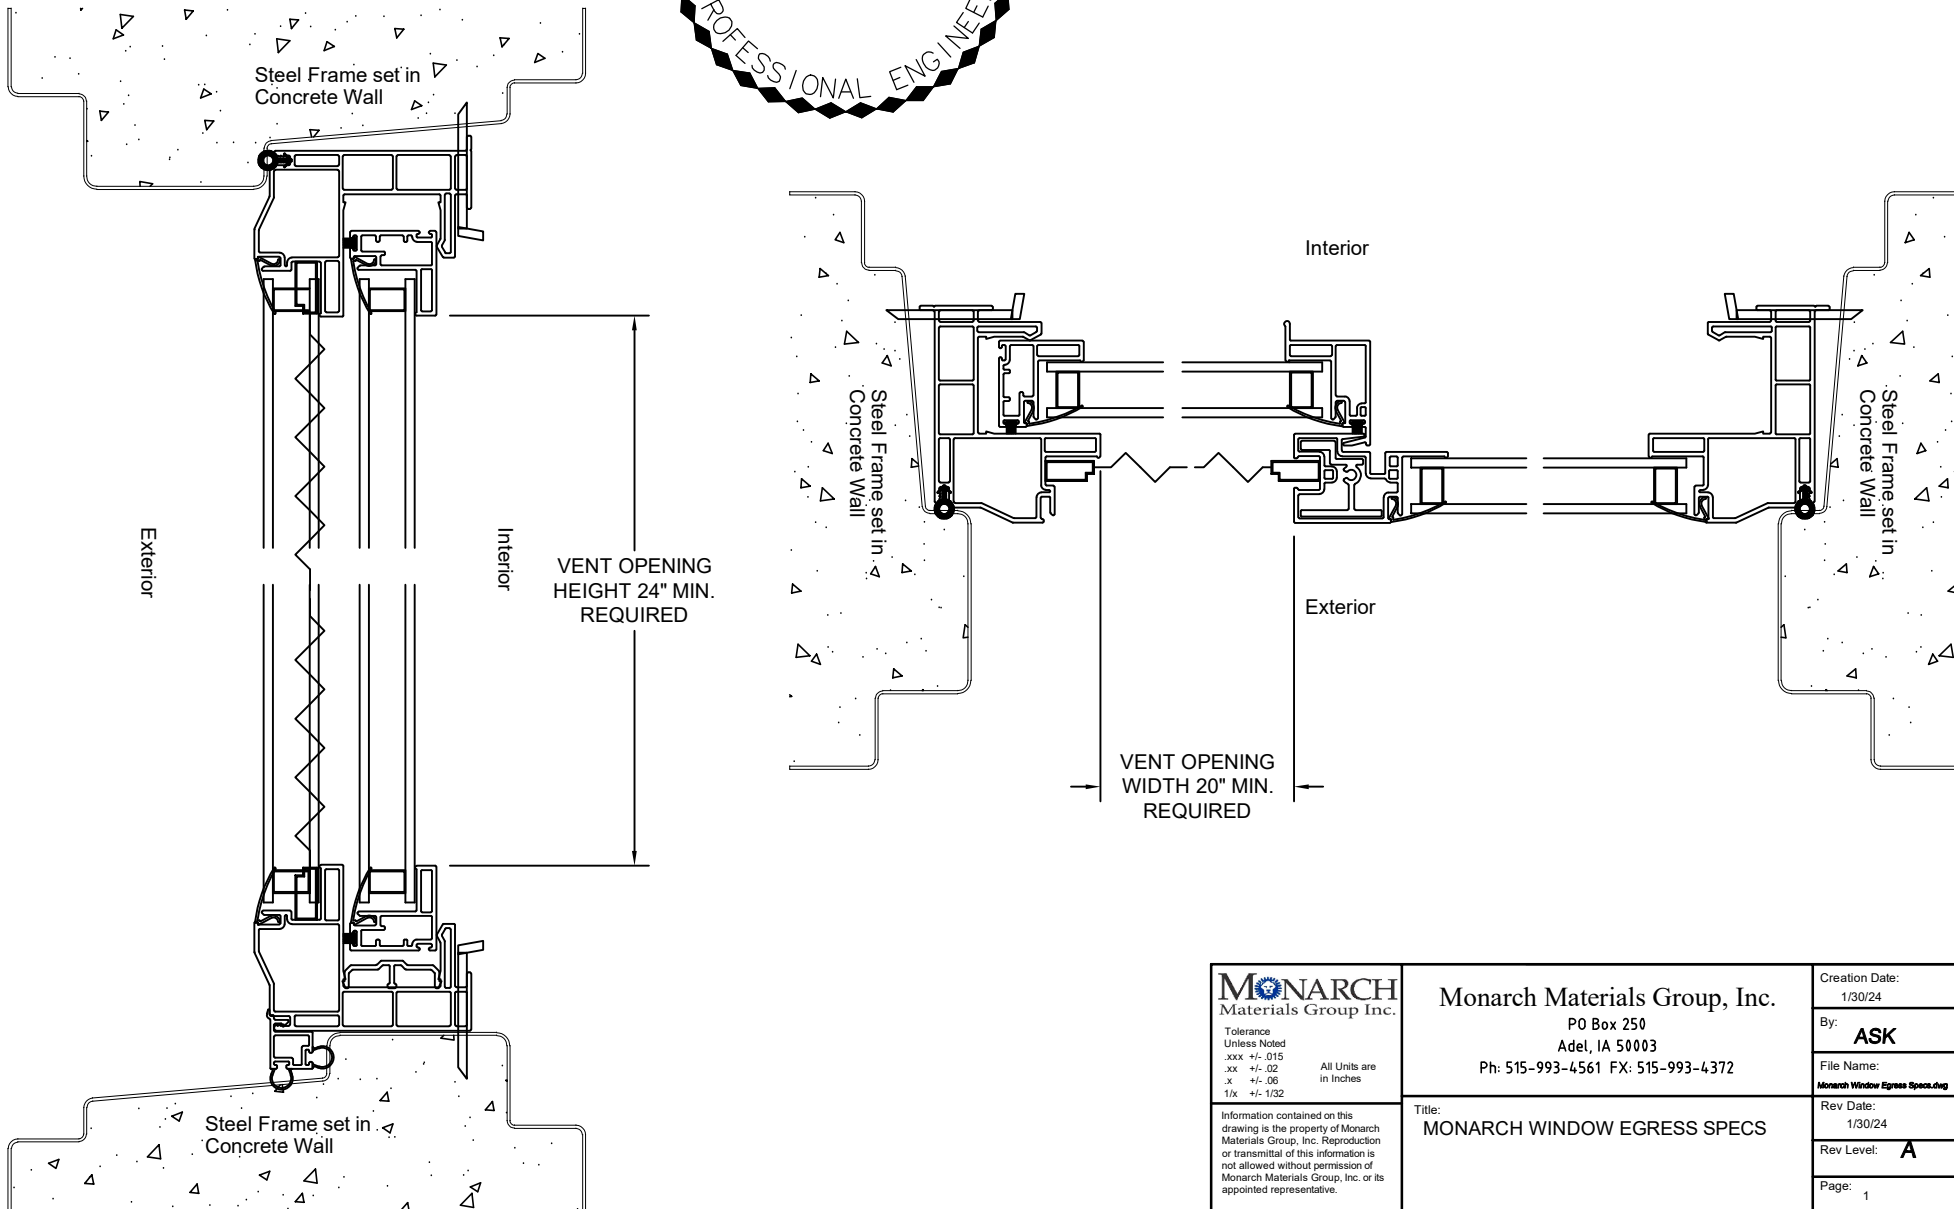 PROFESSIONAL ENGINEER
Steel Frame set in
Concrete Wall
Exterior
Interior
VENT OPENING
HEIGHT 24" MIN.
REQUIRED
Steel Frame set in
Concrete Wall
Interior
Steel Frame set in
Concrete Wall
Steel Frame set in
Concrete Wall
Exterior
VENT OPENING
WIDTH 20" MIN.
REQUIRED
MONARCH
Materials Group Inc.
Tolerance
Unless Noted
.xxx +/- .015
.xx +/- .02
.x +/- .06
1/x +/- 1/32
All Units are
in Inches
Information contained on this
drawing is the property of Monarch
Materials Group, Inc. Reproduction
or transmittal of this information is
not allowed without permission of
Monarch Materials Group, Inc. or its
appointed representative.
Monarch Materials Group, Inc.
PO Box 250
Adel, IA 50003
Ph: 515-993-4561 FX: 515-993-4372
Title:
MONARCH WINDOW EGRESS SPECS
Creation Date:
1/30/24
By: ASK
File Name:
Monarch Window Egress Specs.dwg
Rev Date:
1/30/24
Rev Level: A
Page: 1